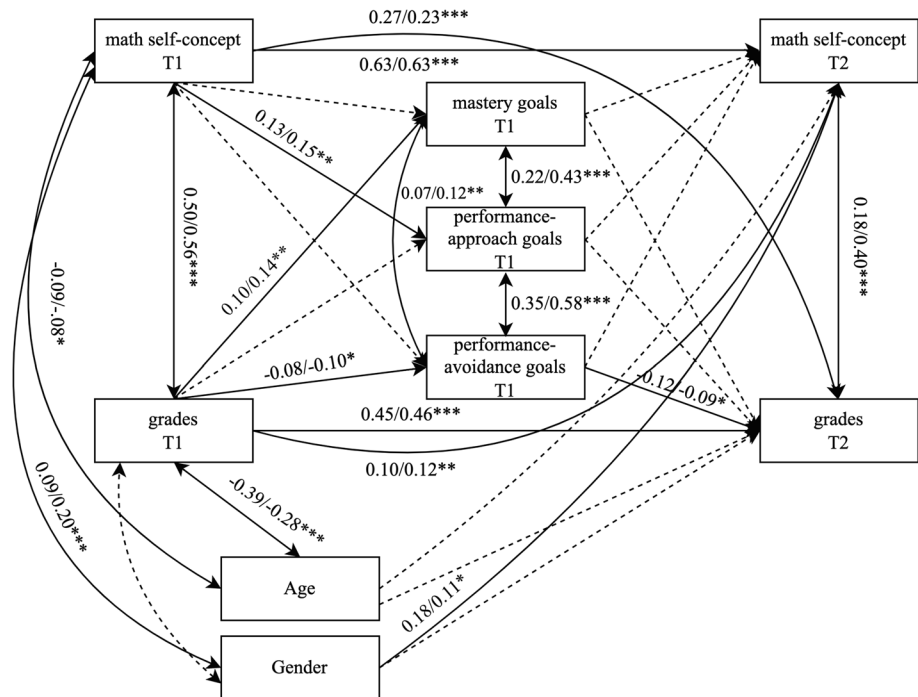 0.27/0.23***
math self-concept
T1
math self-concept
T2
0.63/0.63***
mastery goals
T1
0.13/0.15**
0.22/0.43***
0.07/0.12**
performance-
approach goals
T1
0.50/0.56***
0.18/0.40***
0.10/0.14**
0.35/0.58***
-0.09/-.08*
performance-
avoidance goals
T1
-0.08/-0.10*
-0.12/-0.09*
grades
T1
0.45/0.46***
grades
T2
0.10/0.12**
0.09/0.20***
-0.39/-0.28***
Age
0.18/0.11*
Gender